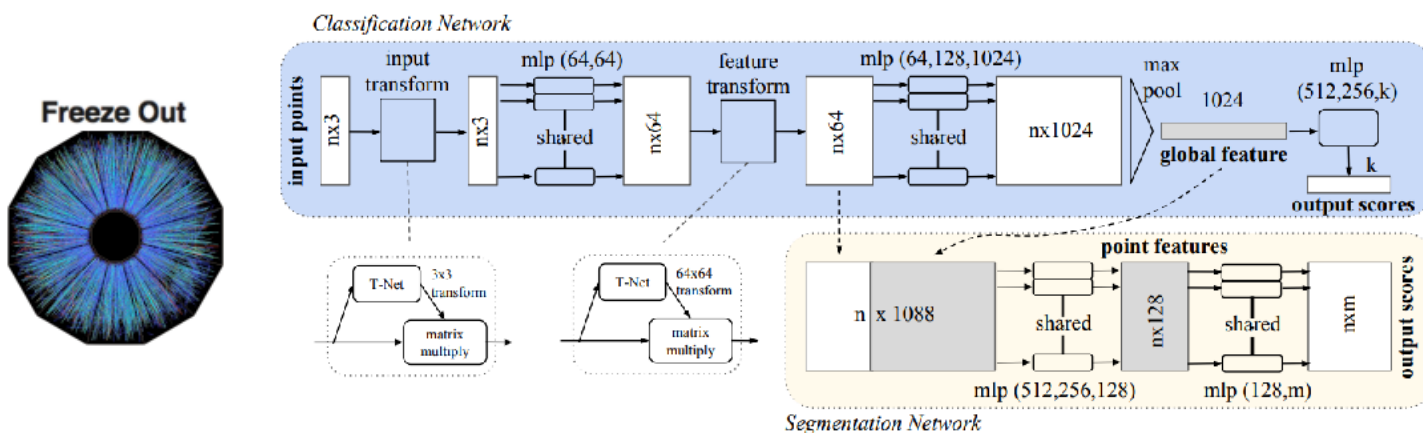 Classification Network
Freeze Out
input points
nx3
input
transform
nx3
mlp (64,64)
shared
nx64
feature
transform
nx64
mlp (64,128,1024)
shared
nx1024
max
pool
1024
global feature
mlp
(512,256,k)
k
output scores
T-Net
3x3
transform
matrix
multiply
T-Net
64x64
transform
matrix
multiply
point features
n x 1088
shared
mlp (512,256,128)
nx128
shared
mlp (128,m)
nxm
output scores
Segmentation Network